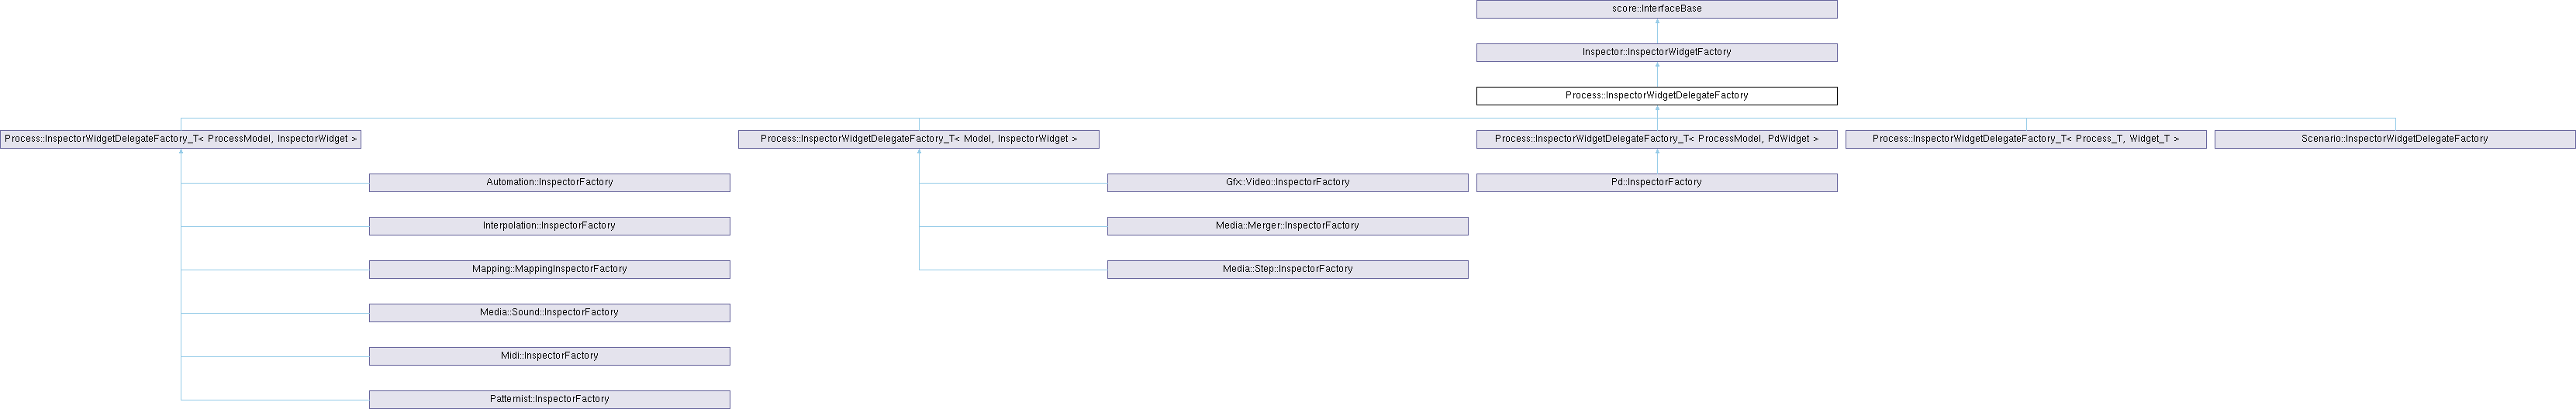 score::InterfaceBase
Inspector::InspectorWidgetFactory
Process::InspectorWidgetDelegateFactory
Process::InspectorWidgetDelegateFactory_T< ProcessModel, InspectorWidget >
Process::InspectorWidgetDelegateFactory_T< Model, InspectorWidget >
Process::InspectorWidgetDelegateFactory_T< ProcessModel, PdWidget >
Process::InspectorWidgetDelegateFactory_T< Process_T, Widget_T >
Scenario::InspectorWidgetDelegateFactory
Automation::InspectorFactory
Gfx::Video::InspectorFactory
Pd::InspectorFactory
Interpolation::InspectorFactory
Media::Merger::InspectorFactory
Mapping::MappingInspectorFactory
Media::Step::InspectorFactory
Media::Sound::InspectorFactory
Midi::InspectorFactory
Patternist::InspectorFactory